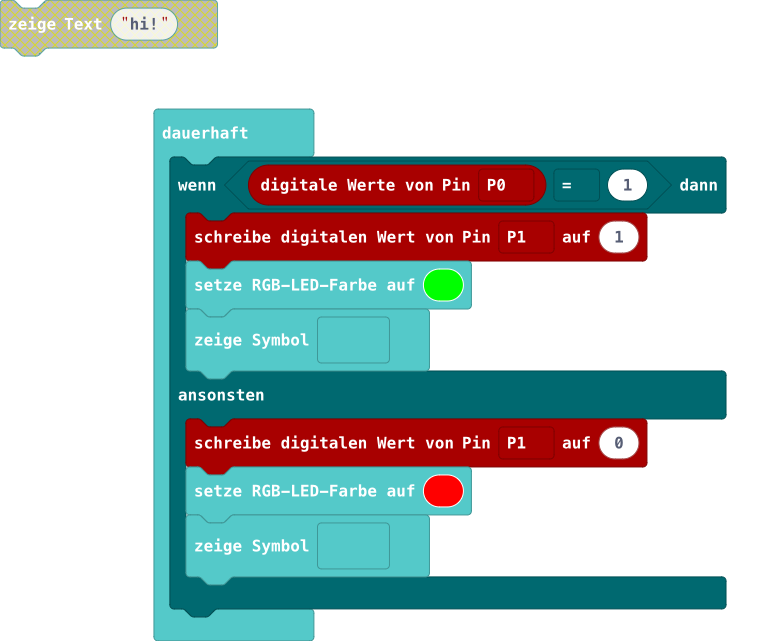 zeige Text "hi!"
dauerhaft
wenn digitale Werte von Pin P0 = 1 dann
schreibe digitalen Wert von Pin P1 auf 1
setze RGB-LED-Farbe auf
zeige Symbol
ansonsten
schreibe digitalen Wert von Pin P1 auf 0
setze RGB-LED-Farbe auf
zeige Symbol